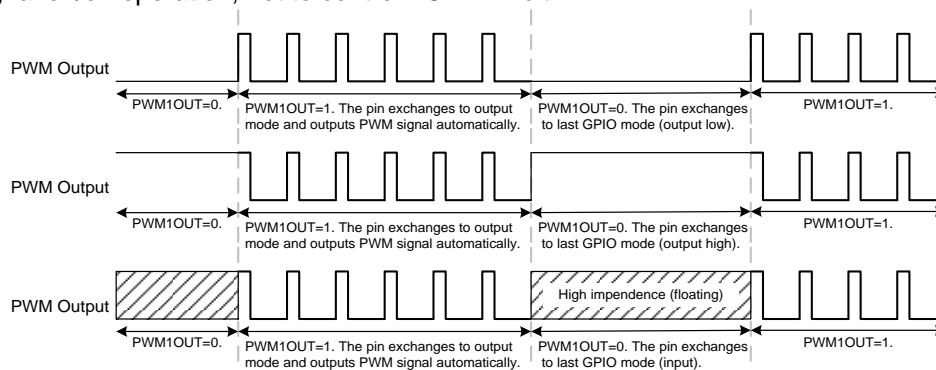 PWM Output
PWM1OUT=0.
PWM1OUT=1. The pin exchanges to output
mode and outputs PWM signal automatically.
PWM1OUT=0. The pin exchanges
to last GPIO mode (output low).
PWM1OUT=1.
PWM Output
PWM1OUT=0.
PWM1OUT=1. The pin exchanges to output
mode and outputs PWM signal automatically.
PWM1OUT=0. The pin exchanges
to last GPIO mode (output high).
PWM1OUT=1.
PWM Output
High impendence (floating)
PWM1OUT=0.
PWM1OUT=1. The pin exchanges to output
mode and outputs PWM signal automatically.
PWM1OUT=0. The pin exchanges
to last GPIO mode (input).
PWM1OUT=1.